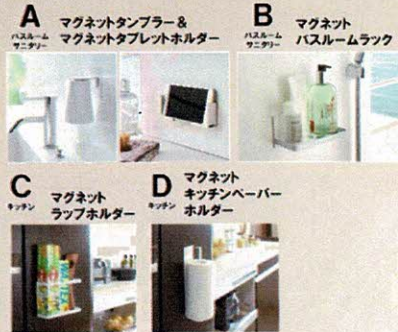 A
バスルーム
サニタリー
マグネットタンブラー&
マグネットタブレットホルダー
B
バスルーム
サニタリー
マグネット
バスルームラック
C
キッチン
マグネット
ラップホルダー
D
キッチン
マグネット
キッチンペーパー
ホルダー